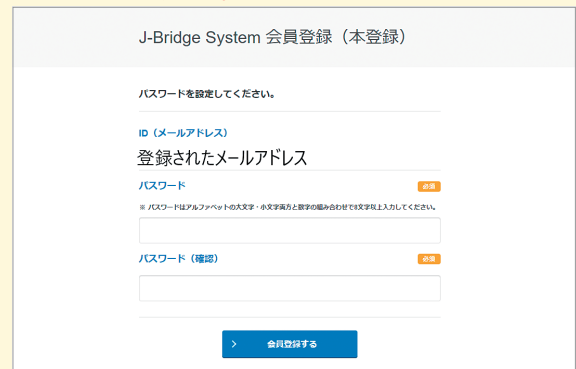 J-Bridge System 会員登録（本登録）
パスワードを設定してください。
ID（メールアドレス）
登録されたメールアドレス
パスワード 必須
※ パスワードはアルファベットの大文字・小文字両方と数字の組み合わせで8文字以上入力してください。
パスワード（確認） 必須
会員登録する